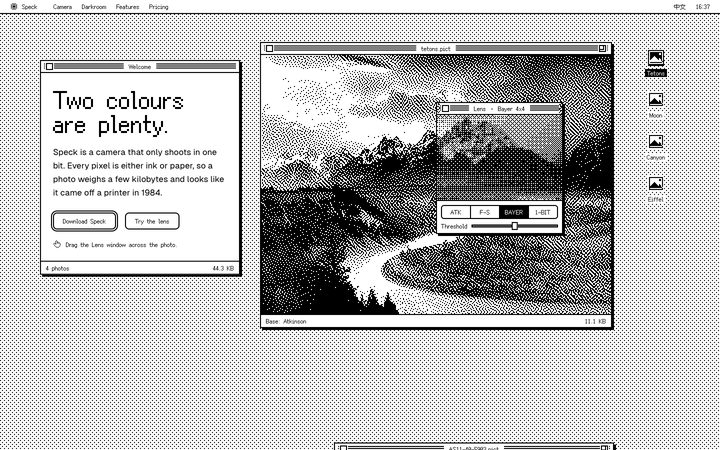 Speck Camera Darkroom Features Pricing 中文 16:37
Welcome
Two colours
are plenty.
Speck is a camera that only shoots in one
bit. Every pixel is either ink or paper, so a
photo weighs a few kilobytes and looks like
it came off a printer in 1984.
Download Speck
Try the lens
Drag the Lens window across the photo.
4 photos 44.3 KB
tetons.pict
Lens · Bayer 4x4
ATK F-S BAYER 1-BIT
Threshold
Base: Atkinson 11.1 KB
Tetons
Moon
Canyon
Eiffel